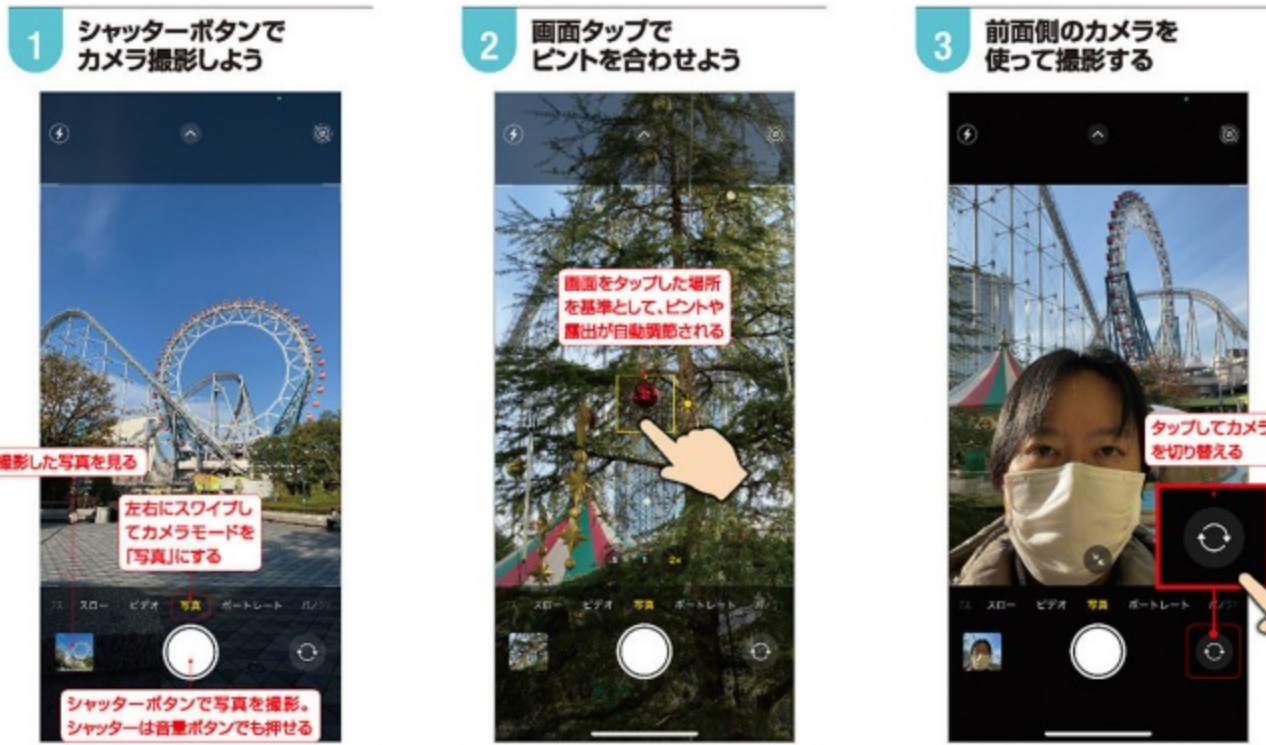 1
シャッターボタンで
カメラ撮影しよう
撮影した写真を見る
左右にスワイプし
てカメラモードを
「写真」にする
スロー ビデオ 写真 ポートレート パノラ
シャッターボタンで写真を撮影。
シャッターは音量ボタンでも押せる
2
画面タップで
ピントを合わせよう
画面をタップした場所
を基準として、ピントや
露出が自動調節される
2×
スロー ビデオ 写真 ポートレート
3
前面側のカメラを
使って撮影する
タップしてカメラ
を切り替える
スロー ビデオ 写真 ポートレート